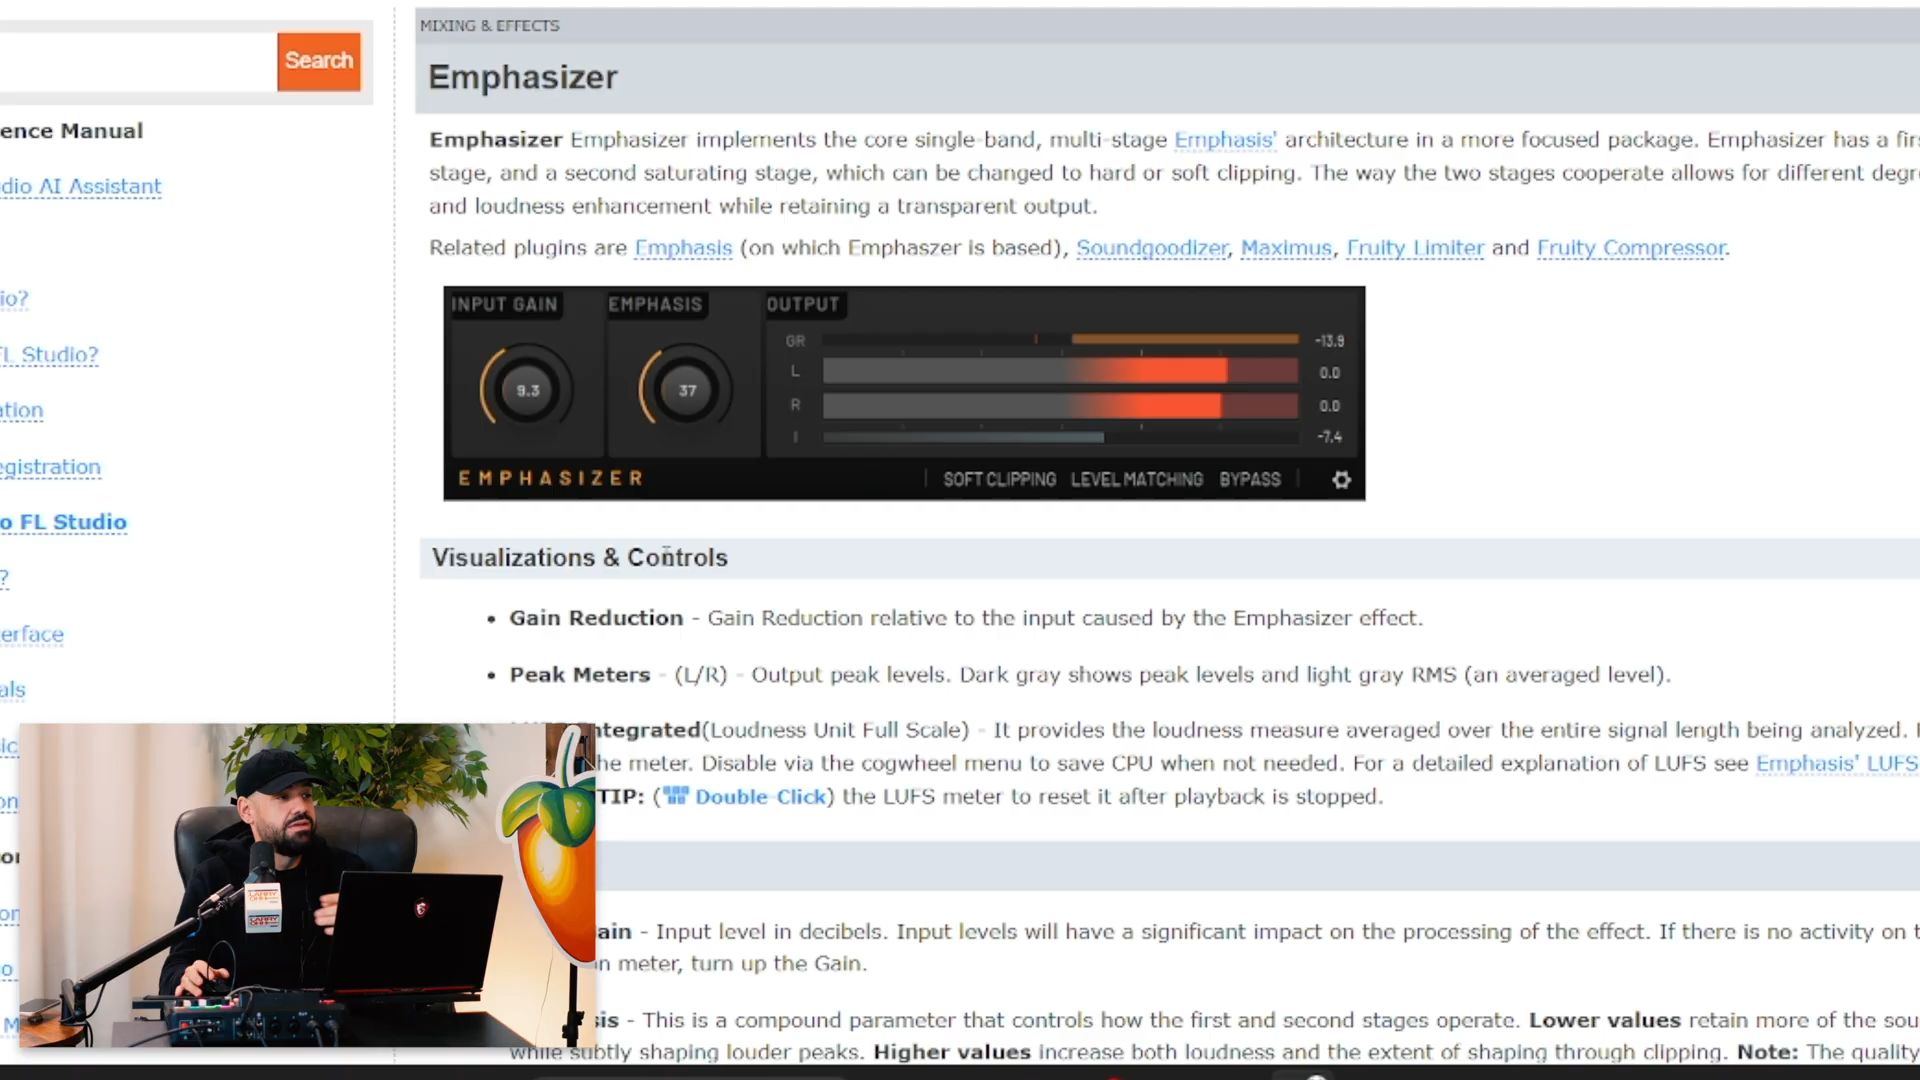 Search
ence Manual
dio AI Assistant
io?
FL Studio?
ation
egistration
o FL Studio
?
erface
als
MIXING & EFFECTS
Emphasizer
Emphasizer Emphasizer implements the core single-band, multi-stage Emphasis' architecture in a more focused package. Emphasizer has a firs
stage, and a second saturating stage, which can be changed to hard or soft clipping. The way the two stages cooperate allows for different degre
and loudness enhancement while retaining a transparent output.
Related plugins are Emphasis (on which Emphaszer is based), Soundgoodizer, Maximus, Fruity Limiter and Fruity Compressor.
INPUT GAIN EMPHASIS OUTPUT
GR -13.9
L 0.0
9.3 37
R 0.0
I -7.4
EMPHASIZER SOFT CLIPPING LEVEL MATCHING BYPASS
Visualizations & Controls
• Gain Reduction - Gain Reduction relative to the input caused by the Emphasizer effect.
• Peak Meters - (L/R) - Output peak levels. Dark gray shows peak levels and light gray RMS (an averaged level).
ntegrated(Loudness Unit Full Scale) - It provides the loudness measure averaged over the entire signal length being analyzed.
he meter. Disable via the cogwheel menu to save CPU when not needed. For a detailed explanation of LUFS see Emphasis' LUFS
TIP: (Double-Click) the LUFS meter to reset it after playback is stopped.
ain - Input level in decibels. Input levels will have a significant impact on the processing of the effect. If there is no activity on t
n meter, turn up the Gain.
sis - This is a compound parameter that controls how the first and second stages operate. Lower values retain more of the sou
while subtly shaping louder peaks. Higher values increase both loudness and the extent of shaping through clipping. Note: The quality
LARRY OHH
LARRY OHH